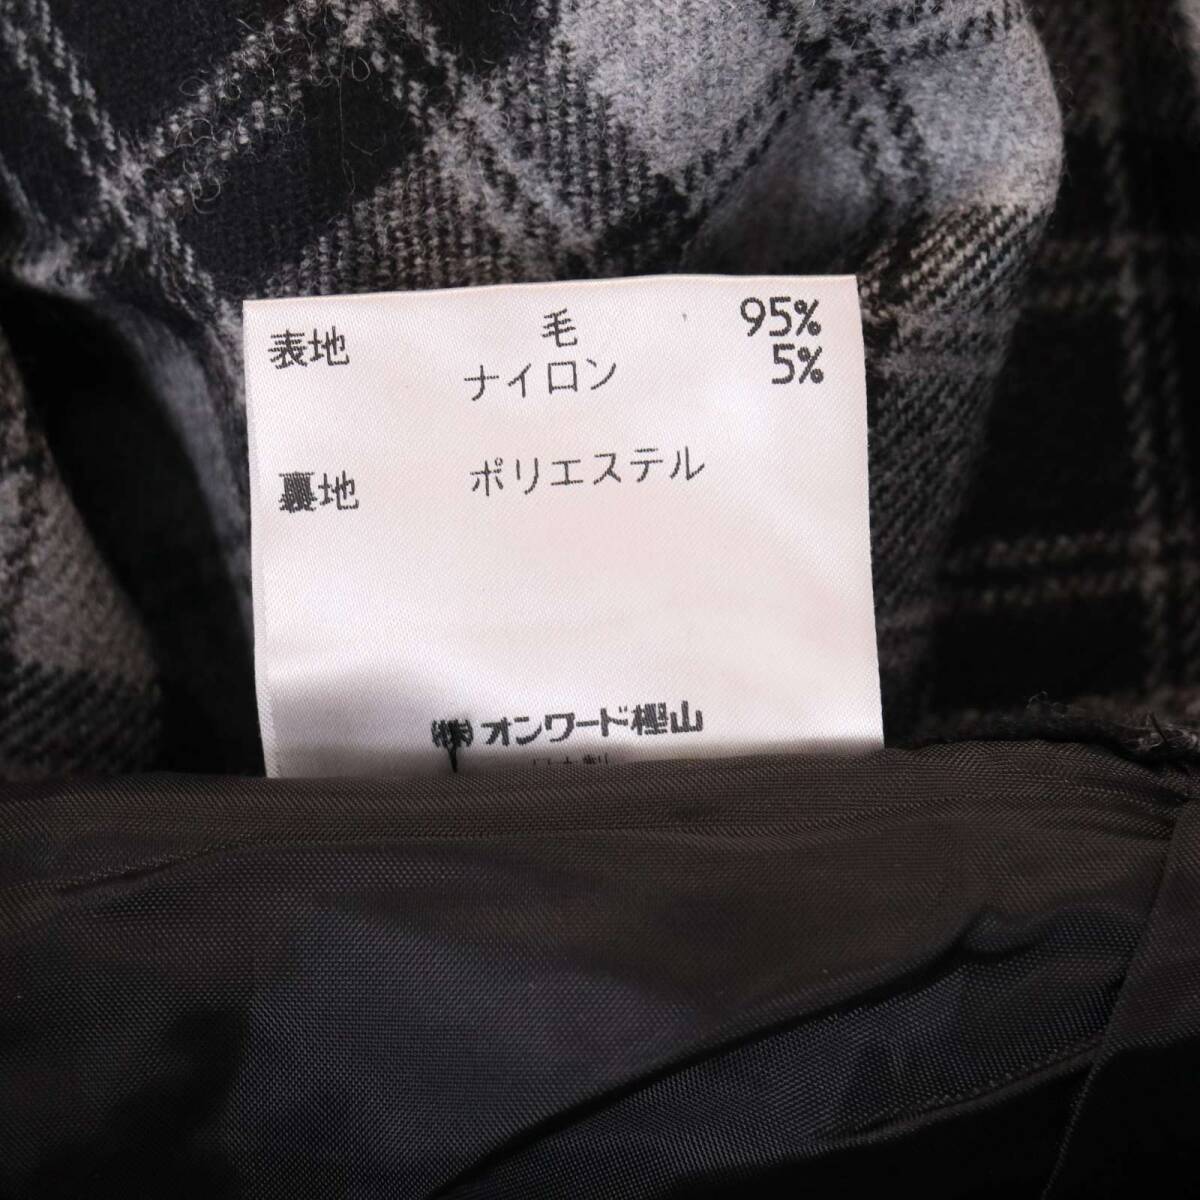 表地 毛 95%
ナイロン 5%
裏地 ポリエステル
㈱オンワード樫山